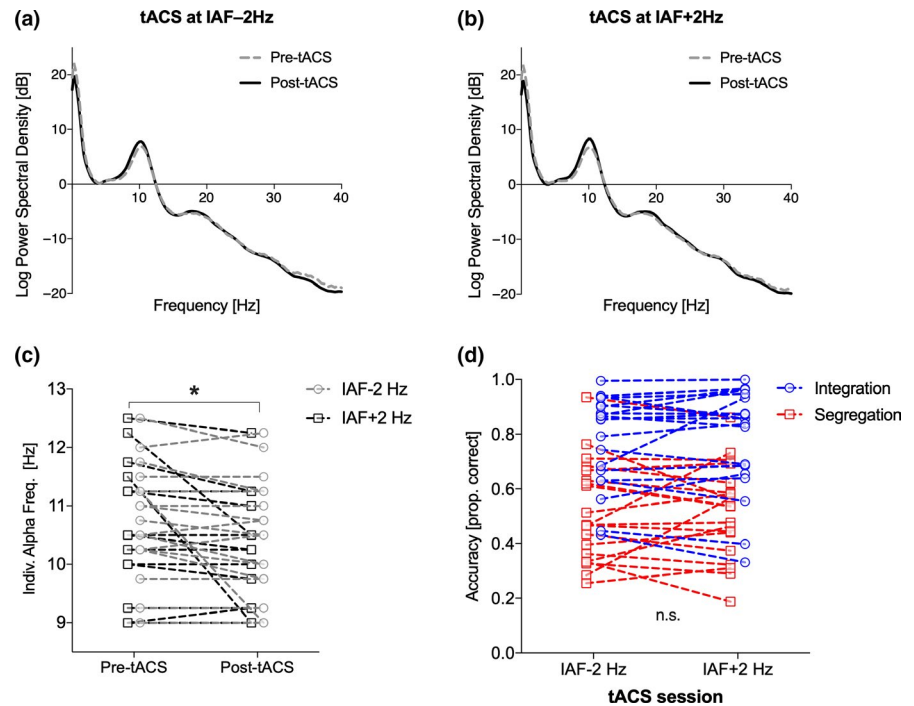 (a)
tACS at IAF–2Hz
Pre-tACS
Post-tACS
Log Power Spectral Density [dB]
20
10
0
−10
−20
10
20
30
40
Frequency [Hz]
(b)
tACS at IAF+2Hz
Pre-tACS
Post-tACS
Log Power Spectral Density [dB]
20
10
0
−10
−20
10
20
30
40
Frequency [Hz]
(c)
*
IAF-2 Hz
IAF+2 Hz
Indiv. Alpha Freq. [Hz]
13
12
11
10
9
Pre-tACS
Post-tACS
(d)
Integration
Segregation
Accuracy [prop. correct]
1.0
0.8
0.6
0.4
0.2
0.0
n.s.
IAF-2 Hz
IAF+2 Hz
tACS session